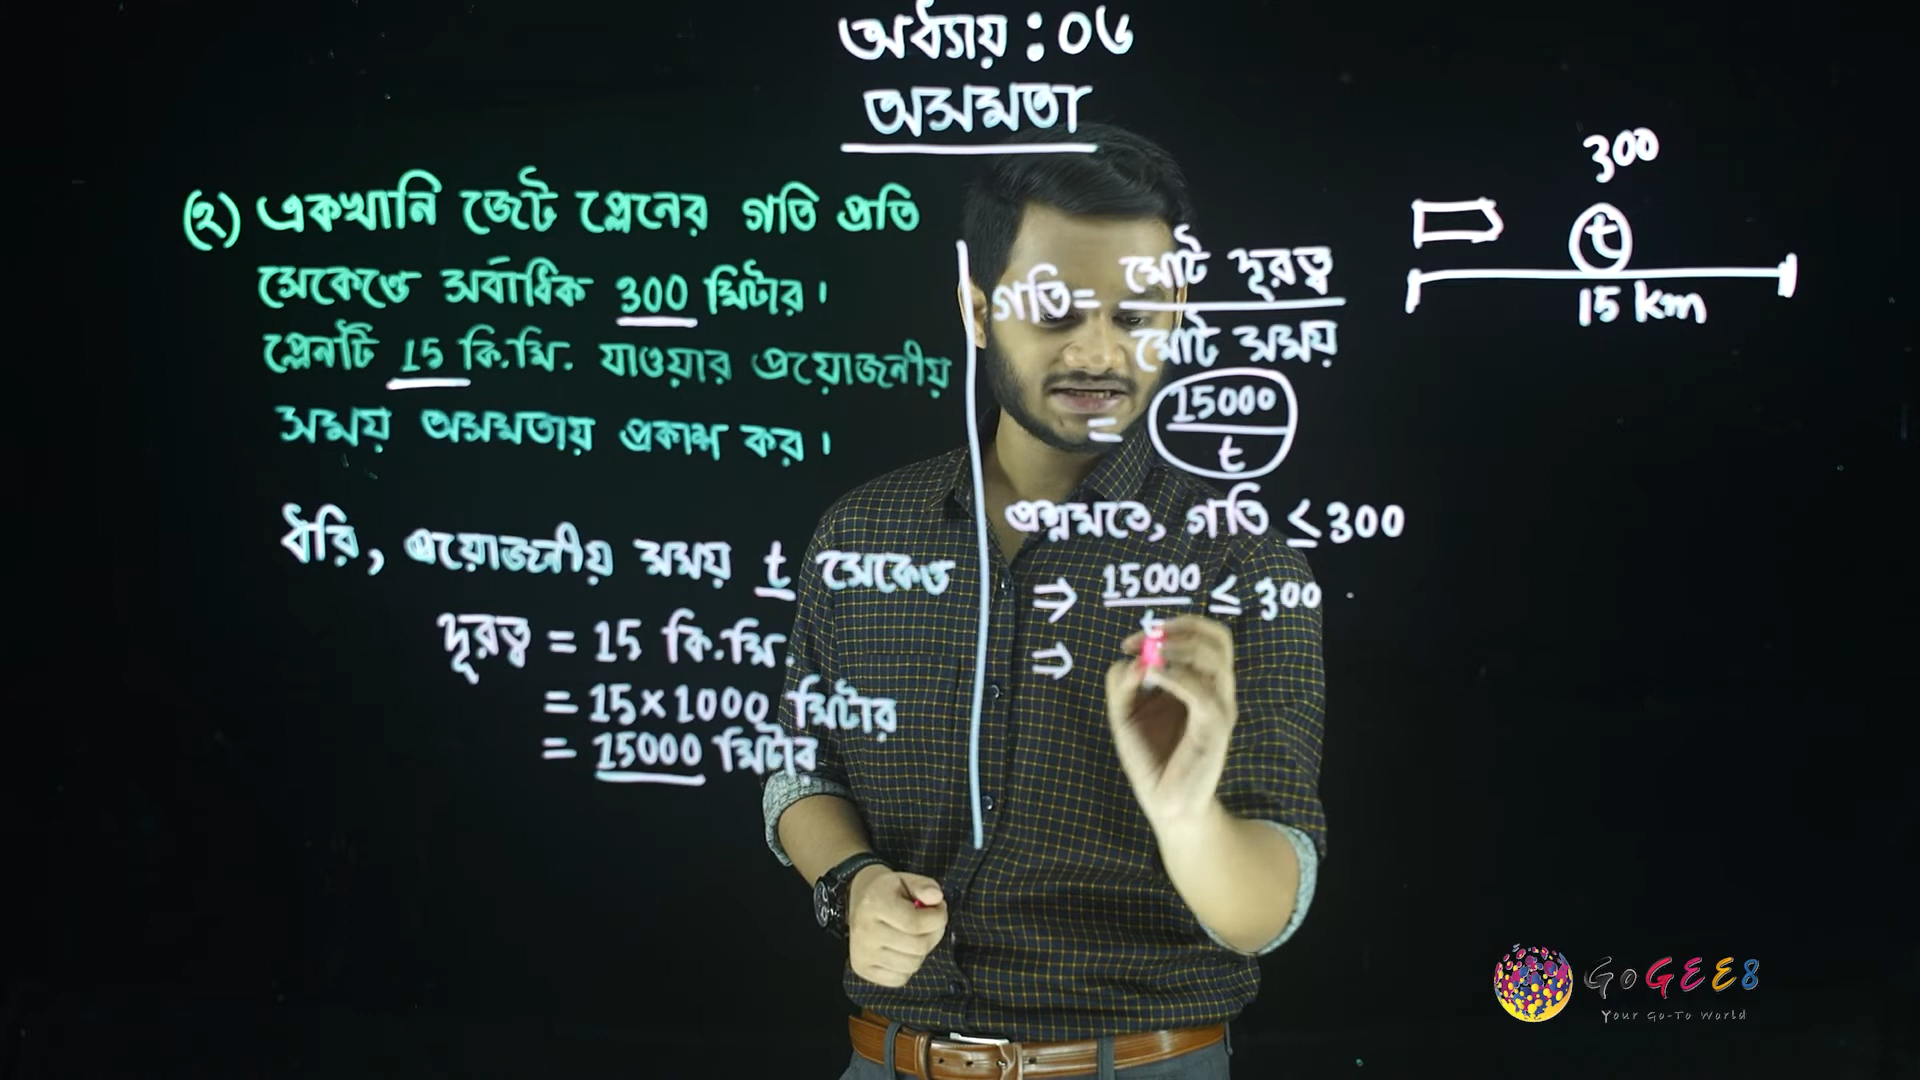 অধ্যায় : ০৬
অসমতা
(২) একখানি জেট প্লেনের গতি প্রতি
সেকেন্ডে সর্বাধিক 300 মিটার।
প্লেনটি 15 কি.মি. যাওয়ার প্রয়োজনীয়
সময় অসমতায় প্রকাশ কর।
ধরি, প্রয়োজনীয় সময় t সেকেন্ড
দূরত্ব = 15 কি.মি.
= 15 × 1000 মিটার
= 15000 মিটার
গতি = মোট দূরত্ব
মোট সময়
= 15000
t
প্রশ্নমতে, গতি ≤ 300
⇒ 15000 ≤ 300
t
⇒
300
t
15 km
GoGEE8
Your Go-To World